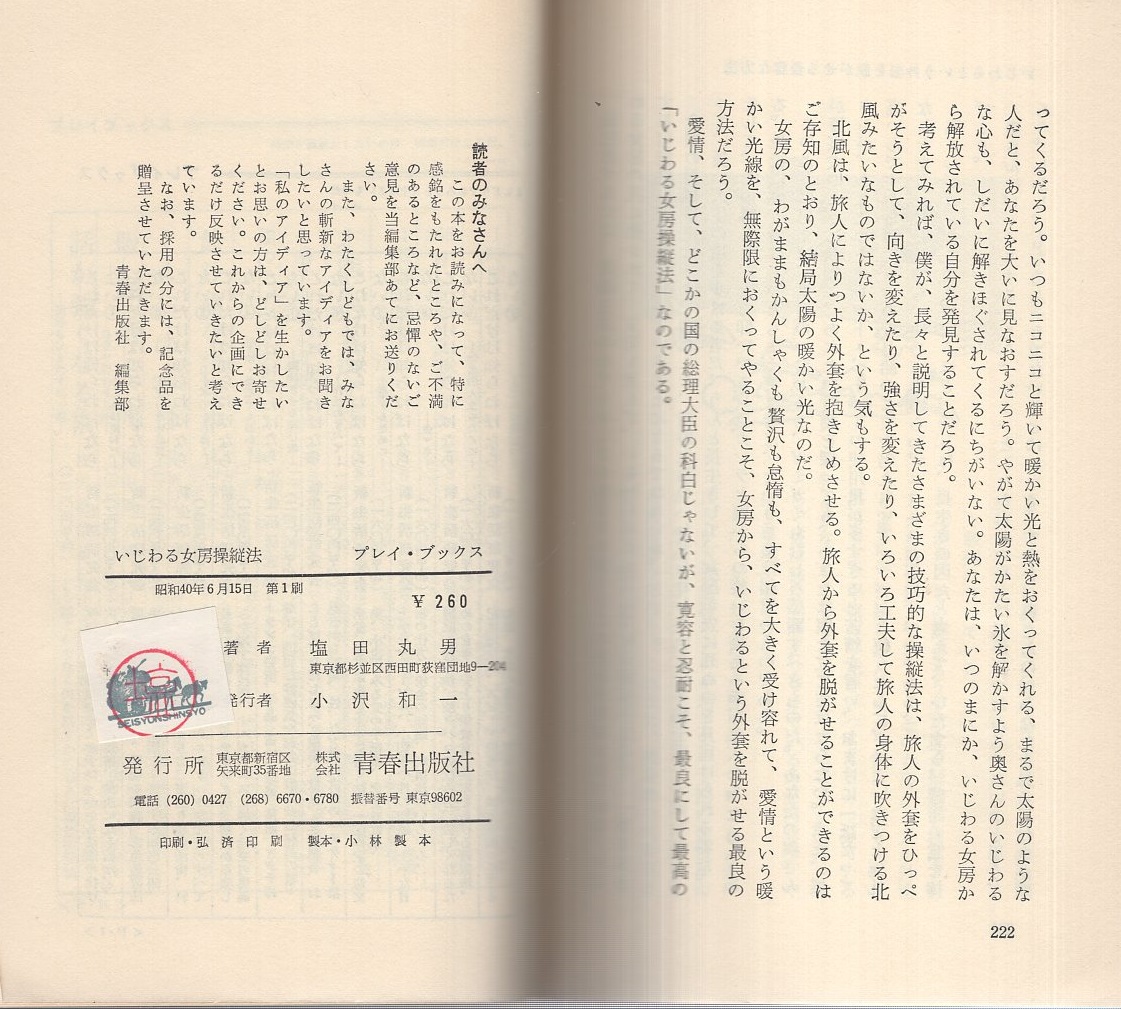 ってくるだろう。いつもニコニコと輝いて暖かい光と熱をおくってくれる、まるで太陽のような
人だと、あなたを大いに見なおすだろう。やがて太陽がかたい氷を解かすよう奥さんのいじわる
な心も、しだいに解きほぐされてくるにちがいない。あなたは、いつのまにか、いじわる女房か
ら解放されている自分を発見することだろう。
考えてみれば、僕が、長々と説明してきたさまざまの技巧的な操縦法は、旅人の外套をひっぺ
がそうとして、向きを変えたり、強さを変えたり、いろいろ工夫して旅人の身体に吹きつける北
風みたいなものではないか、という気もする。
北風は、旅人によりつよく外套を抱きしめさせる。旅人から外套を脱がせることができるのは
ご存知のとおり、結局太陽の暖かい光なのだ。
女房の、わがままもかんしゃくも贅沢も怠惰も、すべてを大きく受け容れて、愛情という暖
かい光線を、無際限におくってやることこそ、女房から、いじわるという外套を脱がせる最良の
方法だろう。
愛情、そして、どこかの国の総理大臣の科白じゃないが、寛容と忍耐こそ、最良にして最高の
「いじわる女房操縦法」なのである。
222
読者のみなさんへ
この本をお読みになって、特に
感銘をもたれたところや、ご不満
のあるところなど、忌憚のないご
意見を当編集部あてにお送りくだ
さい。
また、わたくしどもでは、みな
さんの斬新なアイディアをお聞き
したいと思っています。
「私のアイディア」を生かしたい
とお思いの方は、どしどしお寄せ
ください。これからの企画にでき
るだけ反映させていきたいと考え
ています。
なお、採用の分には、記念品を
贈呈させていただきます。
青春出版社 編集部
いじわる女房操縦法 プレイ・ブックス
昭和40年6月15日 第1刷
¥260
著者 塩田丸男
東京都杉並区西田町荻窪団地9—204
発行者 小沢和一
発行所 東京都新宿区矢来町35番地 株式会社 青春出版社
電話 (260) 0427 (268) 6670・6780 振替番号 東京98602
印刷・弘済印刷 製本・小林製本
SEISYUNSHINSYO